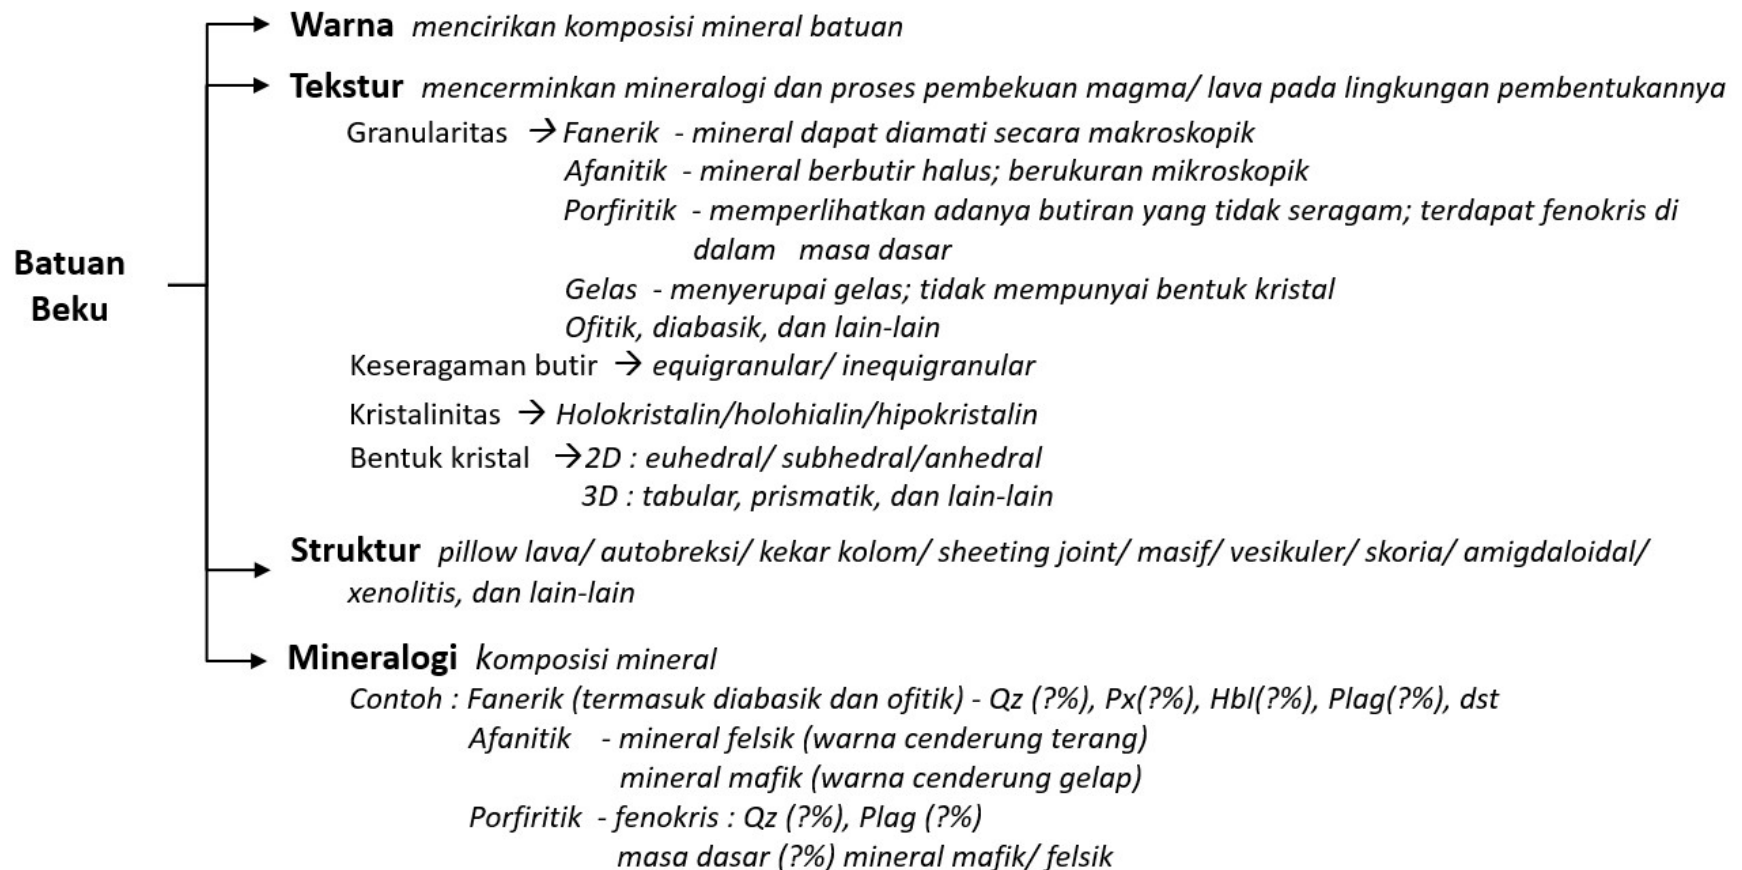 Batuan
Beku
Warna mencirikan komposisi mineral batuan
Tekstur mencerminkan mineralogi dan proses pembekuan magma/ lava pada lingkungan pembentukannya
Granularitas → Fanerik - mineral dapat diamati secara makroskopik
Afanitik - mineral berbutir halus; berukuran mikroskopik
Porfiritik - memperlihatkan adanya butiran yang tidak seragam; terdapat fenokris di
dalam masa dasar
Gelas - menyerupai gelas; tidak mempunyai bentuk kristal
Ofitik, diabasik, dan lain-lain
Keseragaman butir → equigranular/ inequigranular
Kristalinitas → Holokristalin/holohialin/hipokristalin
Bentuk kristal → 2D : euhedral/ subhedral/anhedral
3D : tabular, prismatik, dan lain-lain
Struktur pillow lava/ autobreksi/ kekar kolom/ sheeting joint/ masif/ vesikuler/ skoria/ amigdaloidal/
xenolitis, dan lain-lain
Mineralogi komposisi mineral
Contoh : Fanerik (termasuk diabasik dan ofitik) - Qz (?%), Px(?%), Hbl(?%), Plag(?%), dst
Afanitik - mineral felsik (warna cenderung terang)
mineral mafik (warna cenderung gelap)
Porfiritik - fenokris : Qz (?%), Plag (?%)
masa dasar (?%) mineral mafik/ felsik